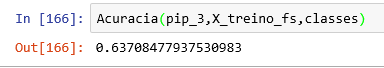 In [166]: Acuracia(pip_3,X_treino_fs,classes)
Out[166]: 0.63708477937530983